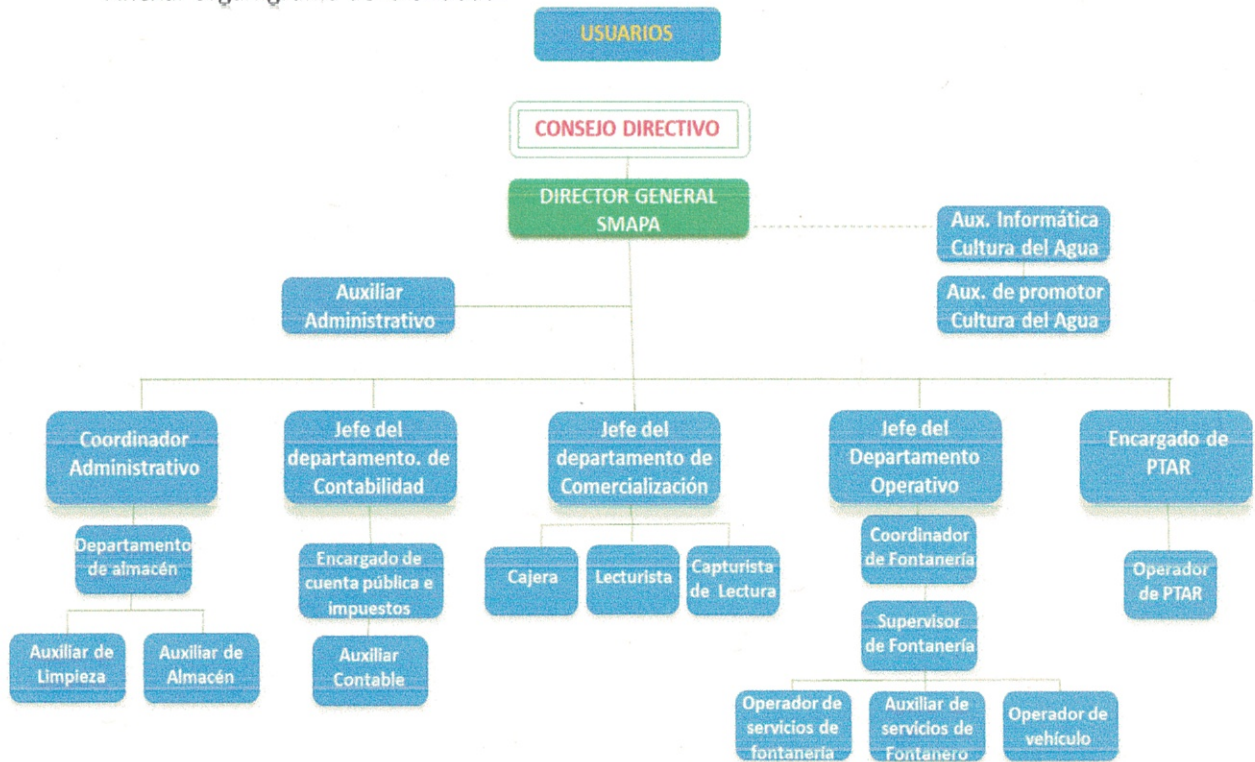 USUARIOS
CONSEJO DIRECTIVO
DIRECTOR GENERAL
SMAPA
Aux. Informática
Cultura del Agua
Aux. de promotor
Cultura del Agua
Auxiliar
Administrativo
Coordinador
Administrativo
Jefe del
departamento. de
Contabilidad
Jefe del
departamento de
Comercialización
Jefe del
Departamento
Operativo
Encargado de
PTAR
Departamento
de almacén
Auxiliar de
Limpieza
Auxiliar de
Almacén
Encargado de
cuenta pública e
impuestos
Auxiliar
Contable
Cajera
Lecturista
Capturista
de Lectura
Coordinador
de Fontanería
Supervisor
de Fontanería
Operador de
servicios de
fontanería
Auxiliar de
servicios de
Fontanero
Operador de
vehículo
Operador
de PTAR